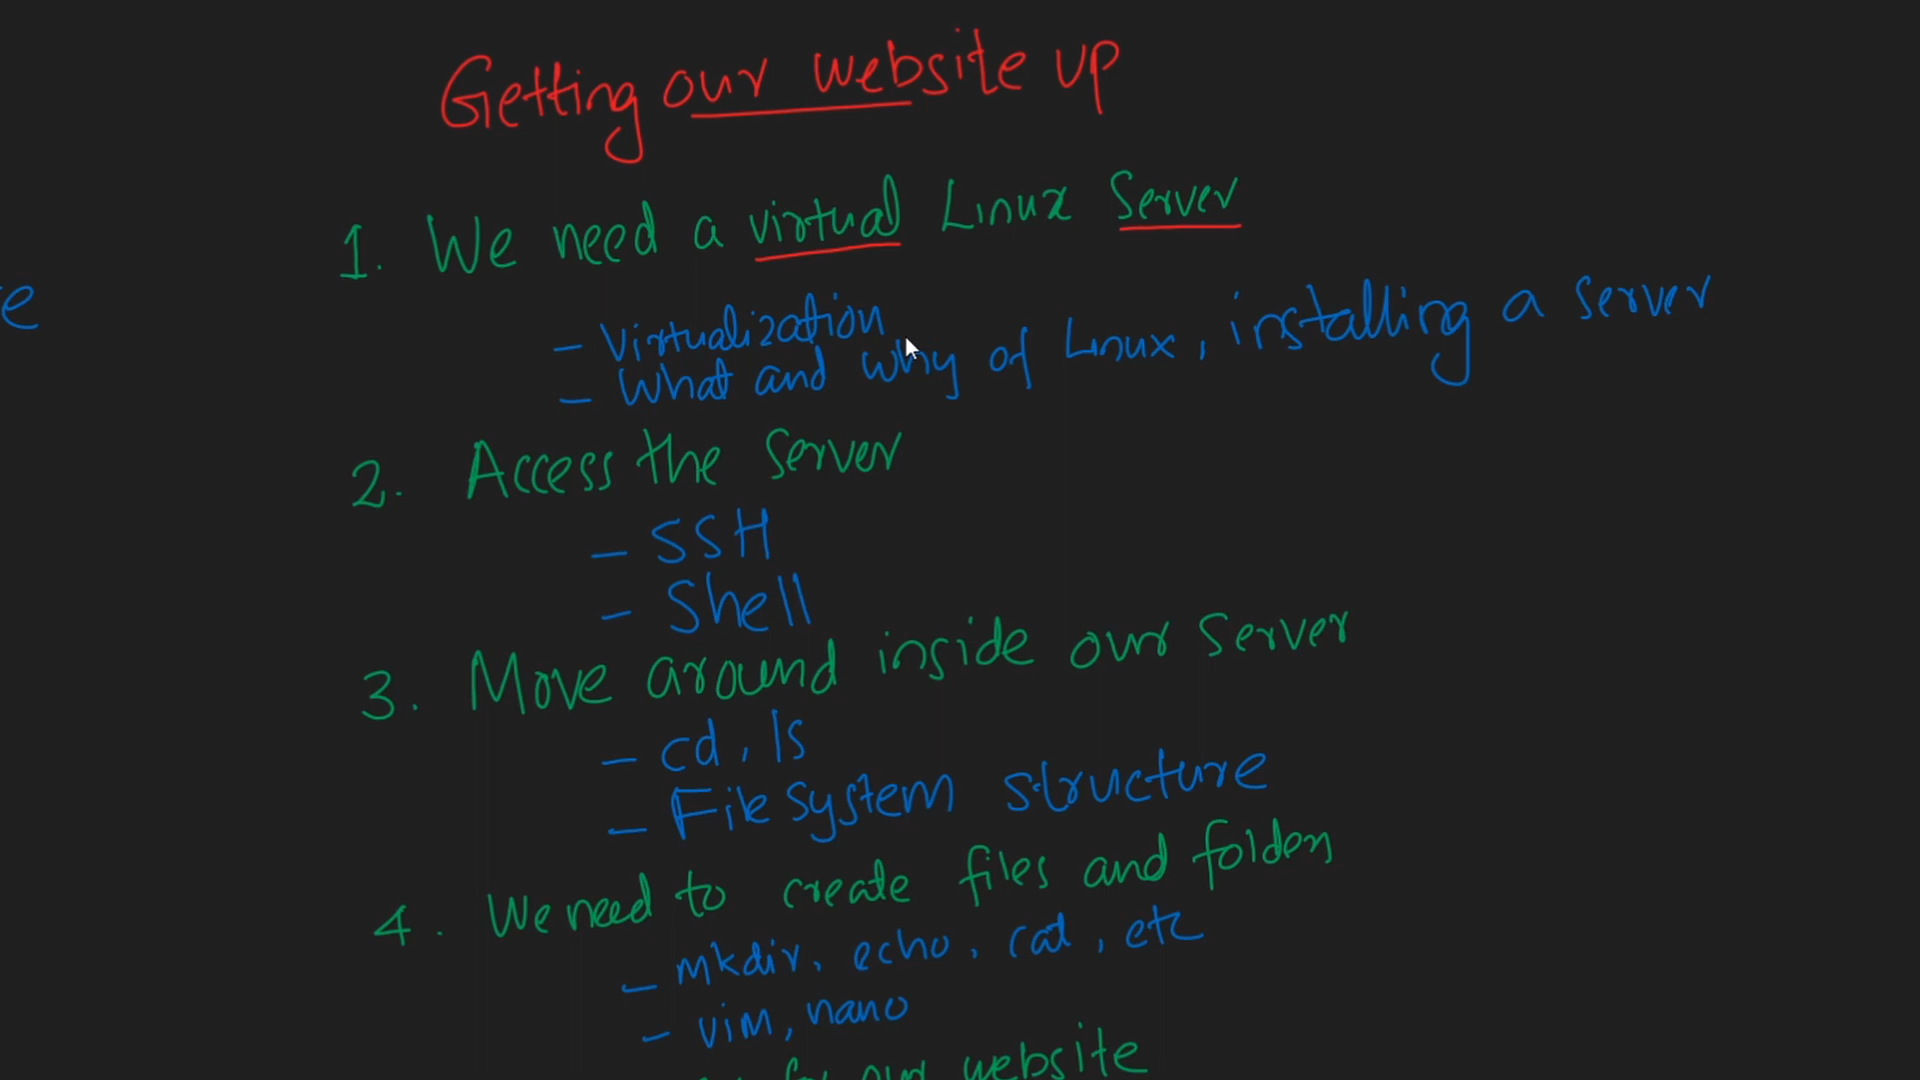 Getting our website up
1. We need a virtual Linux Server
e
- Virtualization
- What and why of Linux, installing a server
2. Access the Server
- SSH
- Shell
3. Move around inside our server
- cd, ls
- File system structure
4. We need to create files and folders
- mkdir, echo, cat, etc
- vim, nano
our website